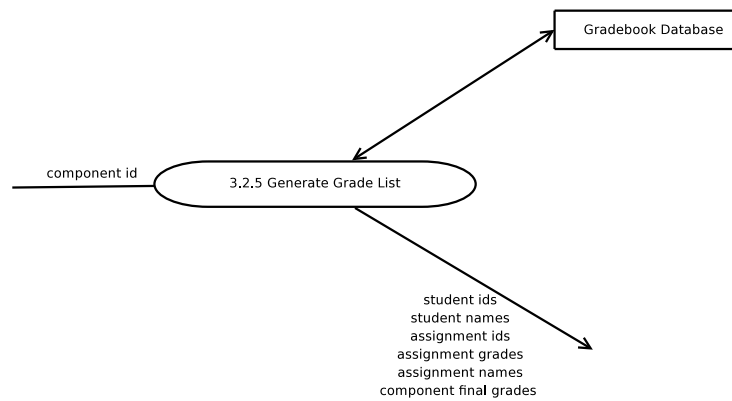 Gradebook Database
component id
3.2.5 Generate Grade List
student ids
student names
assignment ids
assignment grades
assignment names
component final grades